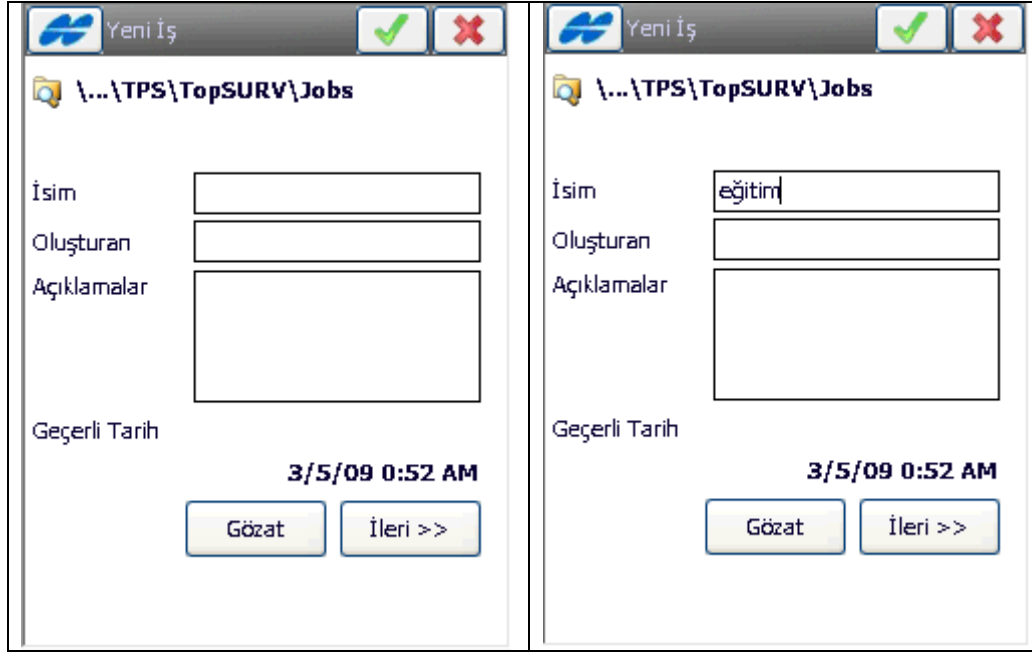 Yeni İş
\...\TPS\TopSURV\Jobs
İsim
Oluşturan
Açıklamalar
Geçerli Tarih
3/5/09 0:52 AM
Gözat
İleri >>
Yeni İş
\...\TPS\TopSURV\Jobs
İsim eğitim
Oluşturan
Açıklamalar
Geçerli Tarih
3/5/09 0:52 AM
Gözat
İleri >>